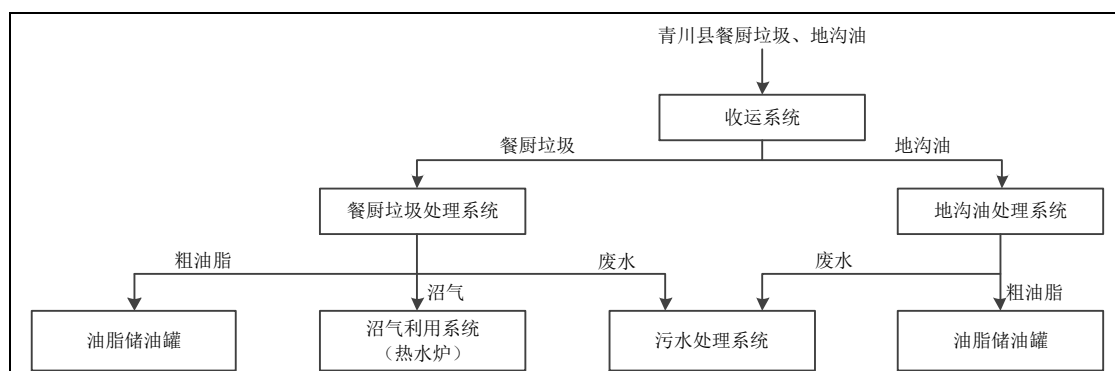 青川县餐厨垃圾、地沟油
收运系统
餐厨垃圾
地沟油
餐厨垃圾处理系统
地沟油处理系统
粗油脂
废水
废水
沼气
粗油脂
油脂储油罐
沼气利用系统
（热水炉）
污水处理系统
油脂储油罐